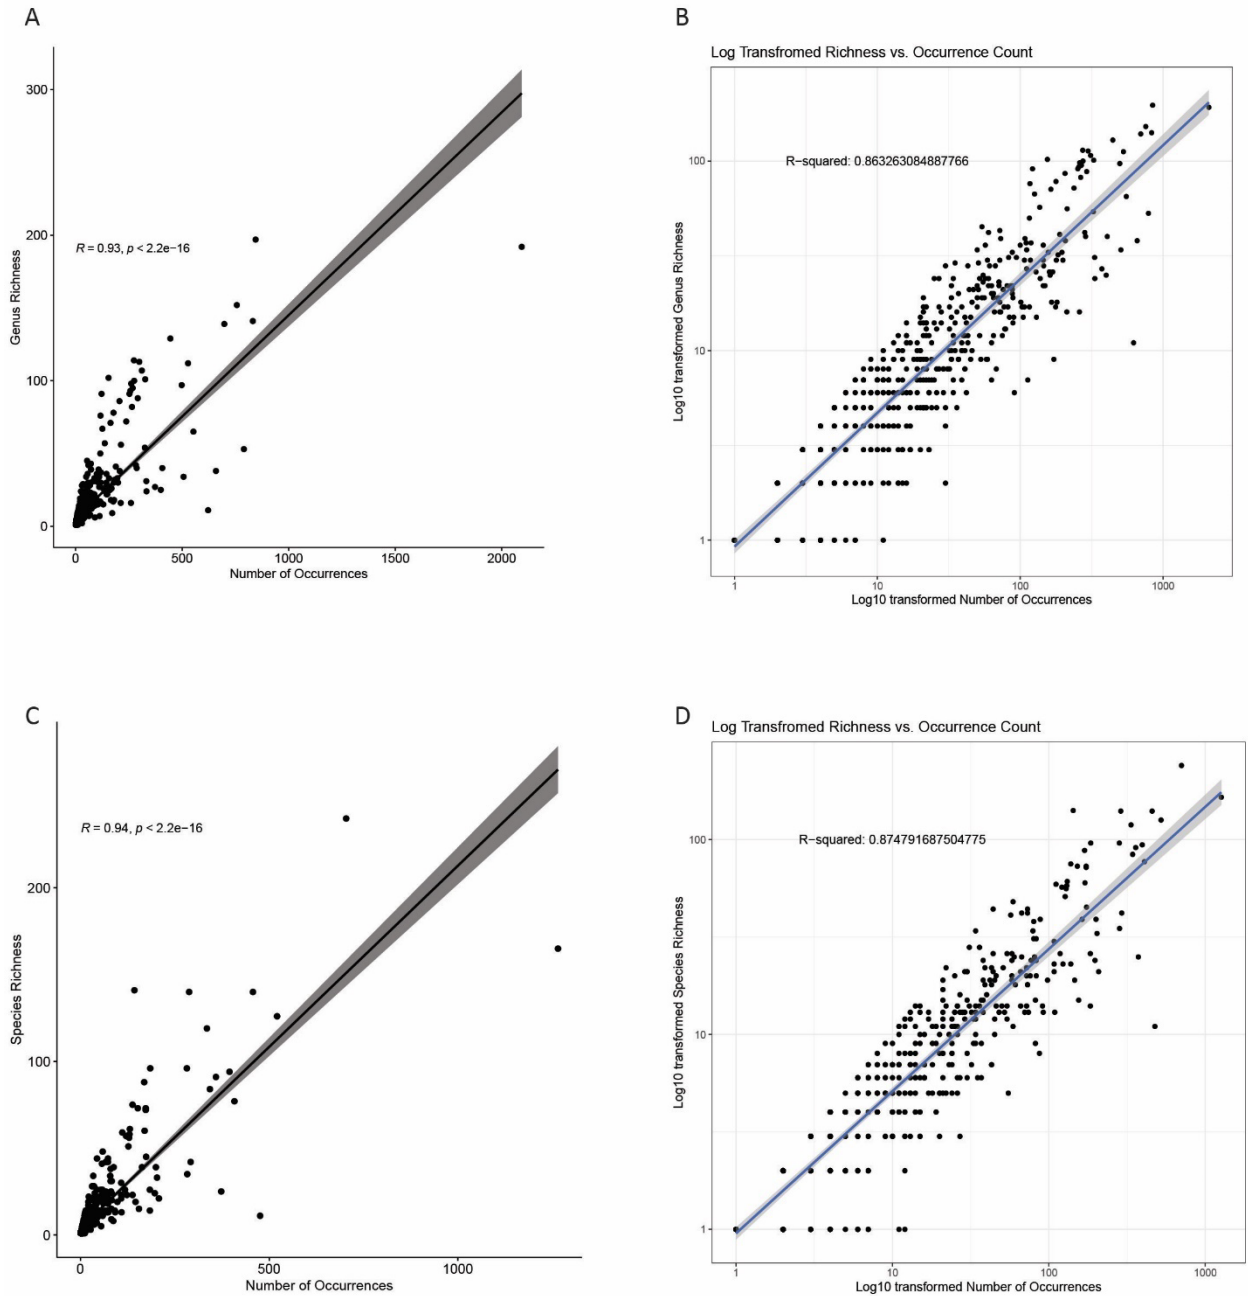 A
300
200
100
0
Genus Richness
R = 0.93, p < 2.2e−16
0
500
1000
1500
2000
Number of Occurrences
B
Log Transfromed Richness vs. Occurrence Count
R−squared: 0.863263084887766
100
10
1
Log10 transformed Genus Richness
1
10
100
1000
Log10 transformed Number of Occurrences
C
200
100
0
Species Richness
R = 0.94, p < 2.2e−16
0
500
1000
Number of Occurrences
D
Log Transfromed Richness vs. Occurrence Count
R−squared: 0.874791687504775
100
10
1
Log10 transformed Species Richness
1
10
100
1000
Log10 transformed Number of Occurrences